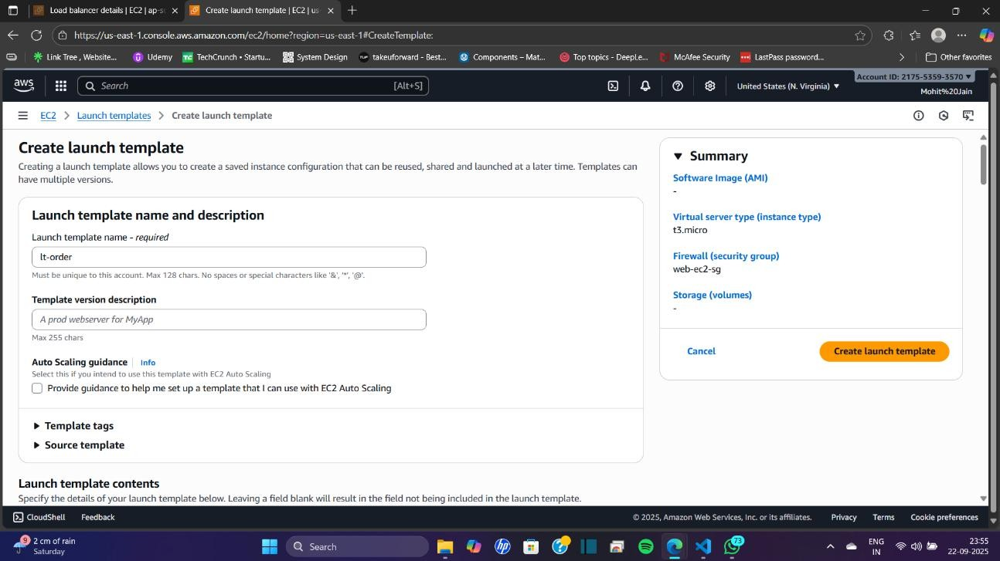 Load balancer details | EC2 | ap-s
Create launch template | EC2 | us-
https://us-east-1.console.aws.amazon.com/ec2/home?region=us-east-1#CreateTemplate:
Link Tree , Website...
Udemy
TechCrunch • Startu...
System Design
takeuforward - Best...
Components – Mat...
Top topics - DeepLe...
McAfee Security
LastPass password...
Other favorites
aws
Search
[Alt+S]
United States (N. Virginia)
Account ID: 2175-5359-3570
Mohit%20Jain
EC2
Launch templates
Create launch template
Create launch template
Creating a launch template allows you to create a saved instance configuration that can be reused, shared and launched at a later time. Templates can
have multiple versions.
Launch template name and description
Launch template name - required
lt-order
Must be unique to this account. Max 128 chars. No spaces or special characters like '&', '*', '@'.
Template version description
A prod webserver for MyApp
Max 255 chars
Auto Scaling guidance
Info
Select this if you intend to use this template with EC2 Auto Scaling
Provide guidance to help me set up a template that I can use with EC2 Auto Scaling
Template tags
Source template
Launch template contents
Specify the details of your launch template below. Leaving a field blank will result in the field not being included in the launch template.
Summary
Software Image (AMI)
-
Virtual server type (instance type)
t3.micro
Firewall (security group)
web-ec2-sg
Storage (volumes)
-
Cancel
Create launch template
CloudShell
Feedback
© 2025, Amazon Web Services, Inc. or its affiliates.
Privacy
Terms
Cookie preferences
9
2 cm of rain
Saturday
Search
hp
73
ENG
IN
23:55
22-09-2025